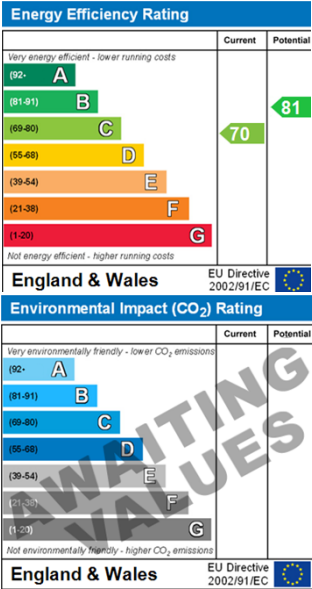 Energy Efficiency Rating
Current Potential
Very energy efficient - lower running costs
(92- A
(81-91) B
(69-80) C
(55-68) D
(39-54) E
(21-38) F
(1-20) G
70
81
Not energy efficient - higher running costs
England & Wales
EU Directive
2002/91/EC
Environmental Impact (CO2) Rating
Current Potential
Very environmentally friendly - lower CO2 emissions
(92- A
(81-91) B
(69-80) C
(55-68) D
(39-54) E
(21-38) F
(1-20) G
AWAITING
VALUES
Not environmentally friendly - higher CO2 emissions
England & Wales
EU Directive
2002/91/EC